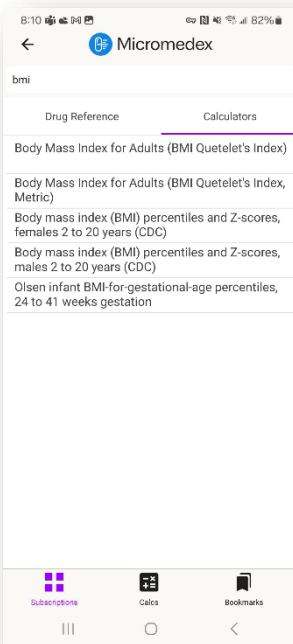 8:10
82%
Micromedex
bmi
Drug Reference
Calculators
Body Mass Index for Adults (BMI Quetelet's Index)
Body Mass Index for Adults (BMI Quetelet's Index,
Metric)
Body mass index (BMI) percentiles and Z-scores,
females 2 to 20 years (CDC)
Body mass index (BMI) percentiles and Z-scores,
males 2 to 20 years (CDC)
Olsen infant BMI-for-gestational-age percentiles,
24 to 41 weeks gestation
Subscriptions
Calcs
Bookmarks